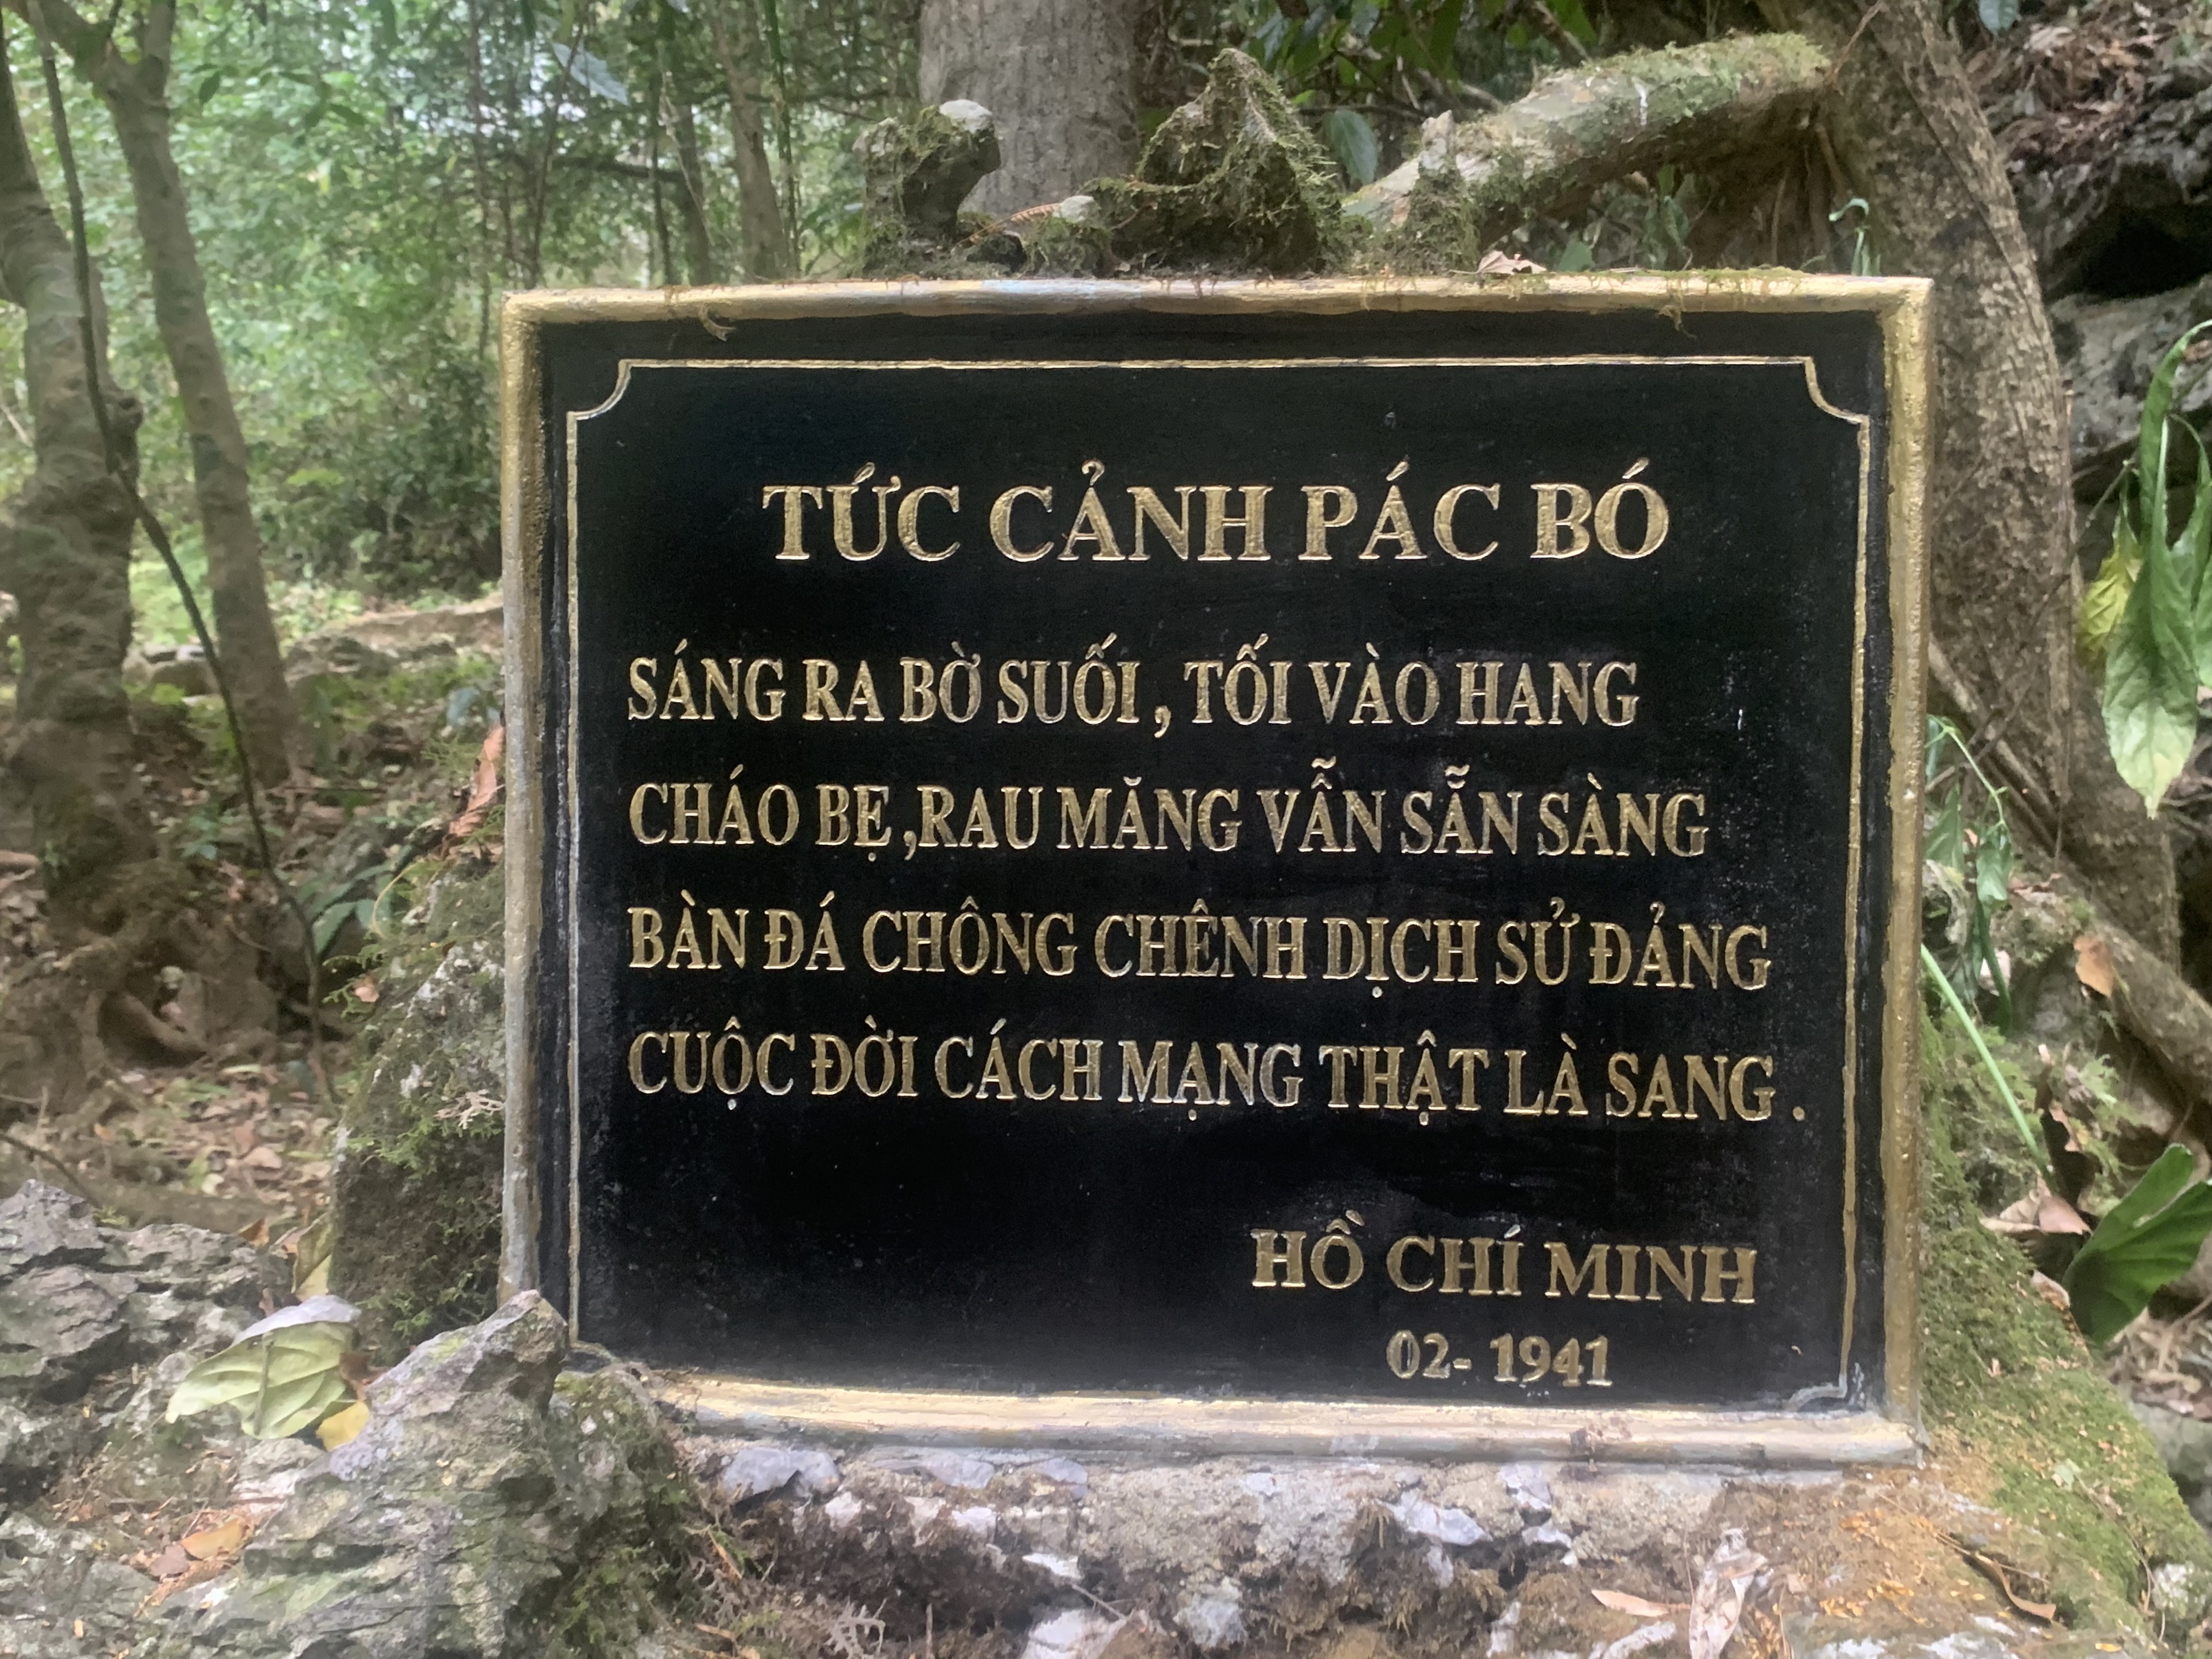 TỨC CẢNH PÁC BÓ
SÁNG RA BỜ SUỐI, TỐI VÀO HANG
CHÁO BẸ,RAU MĂNG VẪN SẴN SÀNG
BÀN ĐÁ CHÔNG CHÊNH DỊCH SỬ ĐẢNG
CUỘC ĐỜI CÁCH MẠNG THẬT LÀ SANG.
HỒ CHÍ MINH
02- 1941